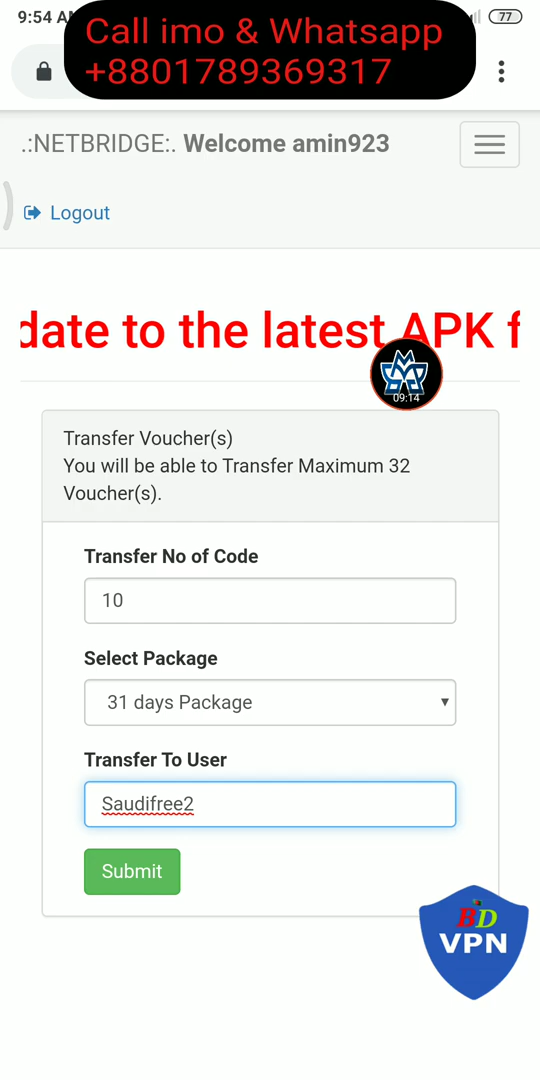 9:54 A
77
Call imo & Whatsapp
+8801789369317
.:NETBRIDGE:. Welcome amin923
Logout
date to the latest APK f
09:14
Transfer Voucher(s)
You will be able to Transfer Maximum 32
Voucher(s).
Transfer No of Code
10
Select Package
31 days Package
Transfer To User
Saudifree2
Submit
BD
VPN